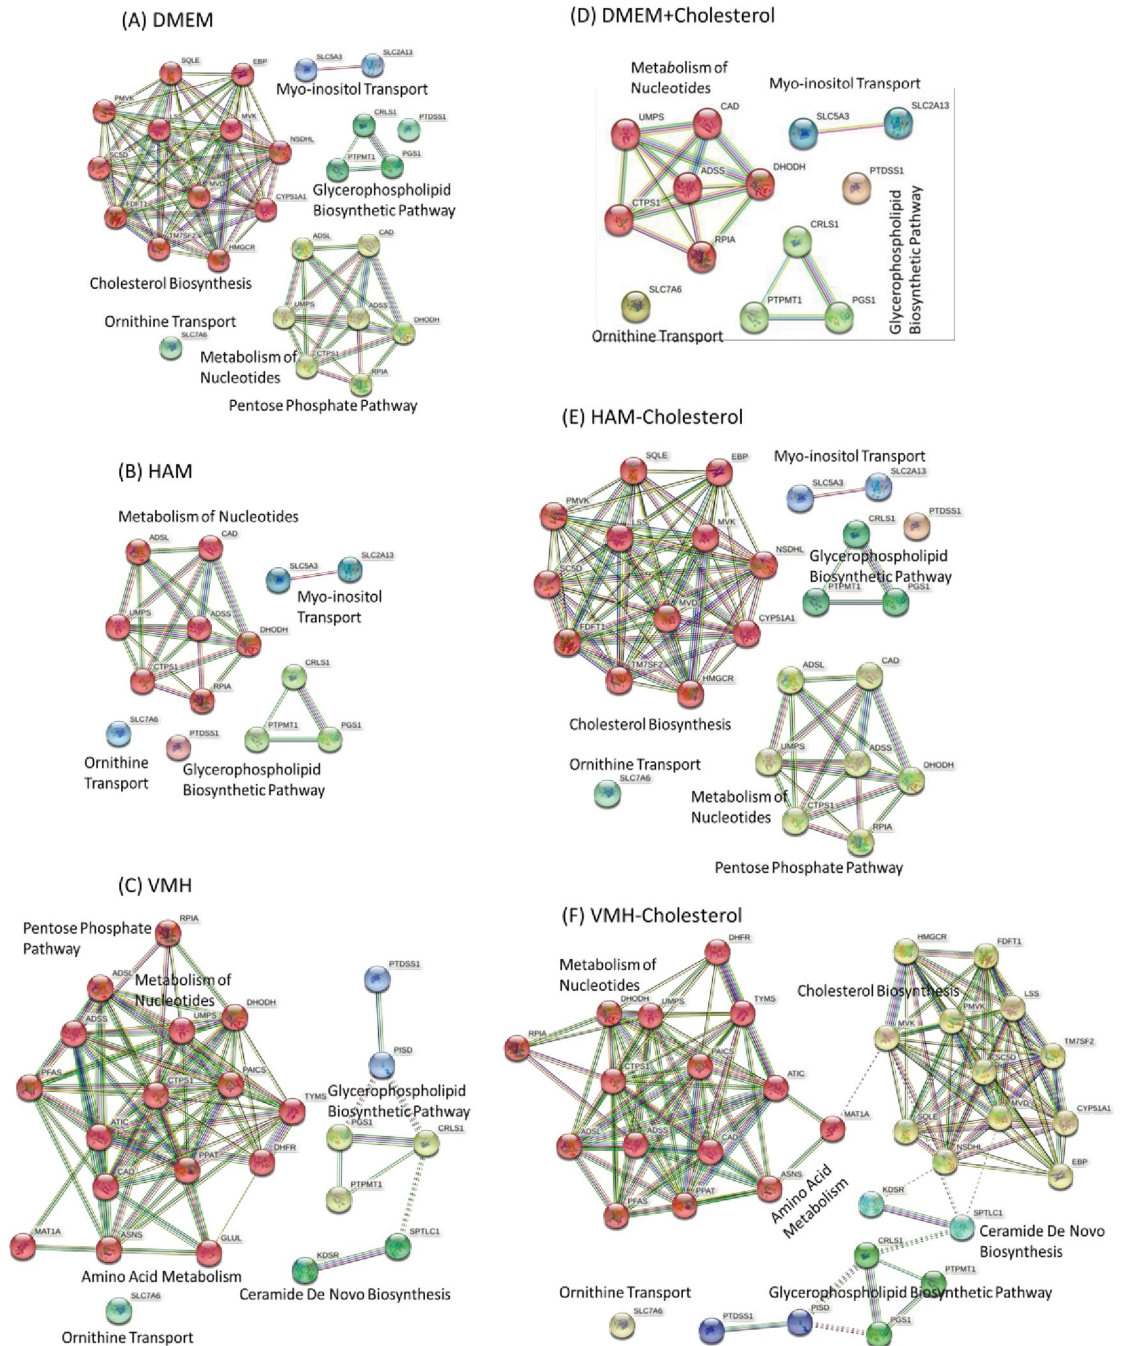 (A) DMEM
SQLE
EBP
SLC5A3
SLC2A13
Myo-inositol Transport
PMVK
LSS
MVK
CRLS1
PTDSS1
NSDHL
SC5D
PTPMT1
PGS1
MVD
Glycerophospholipid
Biosynthetic Pathway
FDFT1
CYP51A1
TM7SF2
HMGCR
ADSL
CAD
Cholesterol Biosynthesis
UMPS
ADSS
DHODH
Ornithine Transport
SLC7A6
CTPS1
Metabolism of
Nucleotides
RPIA
Pentose Phosphate Pathway
(B) HAM
Metabolism of Nucleotides
ADSL
CAD
SLC5A3
SLC2A13
Myo-inositol
Transport
UMPS
ADSS
DHODH
CTPS1
RPIA
CRLS1
SLC7A6
PTDSS1
PTPMT1
PGS1
Ornithine
Transport
Glycerophospholipid
Biosynthetic Pathway
(C) VMH
Pentose Phosphate
Pathway
RPIA
ADSL
Metabolism of
Nucleotides
PTDSS1
DHODH
ADSS
UMPS
PISD
PFAS
CTPS1
PAICS
TYMS
Glycerophospholipid
Biosynthetic Pathway
ATIC
PGS1
CRLS1
PPAT
DHFR
CAD
PTPMT1
MAT1A
ASNS
GLUL
SPTLC1
KDSR
Amino Acid Metabolism
Ceramide De Novo Biosynthesis
SLC7A6
Ornithine Transport
(D) DMEM+Cholesterol
Metabolism of
Nucleotides
Myo-inositol Transport
UMPS
CAD
SLC5A3
SLC2A13
ADSS
DHODH
PTDSS1
CTPS1
RPIA
CRLS1
Glycerophospholipid
Biosynthetic Pathway
SLC7A6
PTPMT1
PGS1
Ornithine Transport
(E) HAM-Cholesterol
SQLE
EBP
Myo-inositol Transport
SLC5A3
SLC2A13
PMVK
LSS
MVK
CRLS1
PTDSS1
NSDHL
Glycerophospholipid
Biosynthetic Pathway
SC5D
PTPMT1
PGS1
MVD
FDFT1
CYP51A1
TM7SF2
HMGCR
ADSL
CAD
Cholesterol Biosynthesis
UMPS
ADSS
DHODH
Ornithine Transport
SLC7A6
Metabolism of
Nucleotides
CTPS1
RPIA
Pentose Phosphate Pathway
(F) VMH-Cholesterol
DHFR
HMGCR
FDFT1
Metabolism of
Nucleotides
Cholesterol Biosynthesis
LSS
DHODH
UMPS
TYMS
PMVK
MVK
TM7SF2
RPIA
PAICS
SC5D
CTPS1
ATIC
MAT1A
SQLE
MVD
CYP51A1
ADSL
ADSS
CAD
NSDHL
EBP
ASNS
PFAS
PPAT
Amino Acid
Metabolism
KDSR
SPTLC1
Ceramide De Novo
Biosynthesis
CRLS1
PTPMT1
Ornithine Transport
Glycerophospholipid Biosynthetic Pathway
SLC7A6
PTDSS1
PISD
PGS1